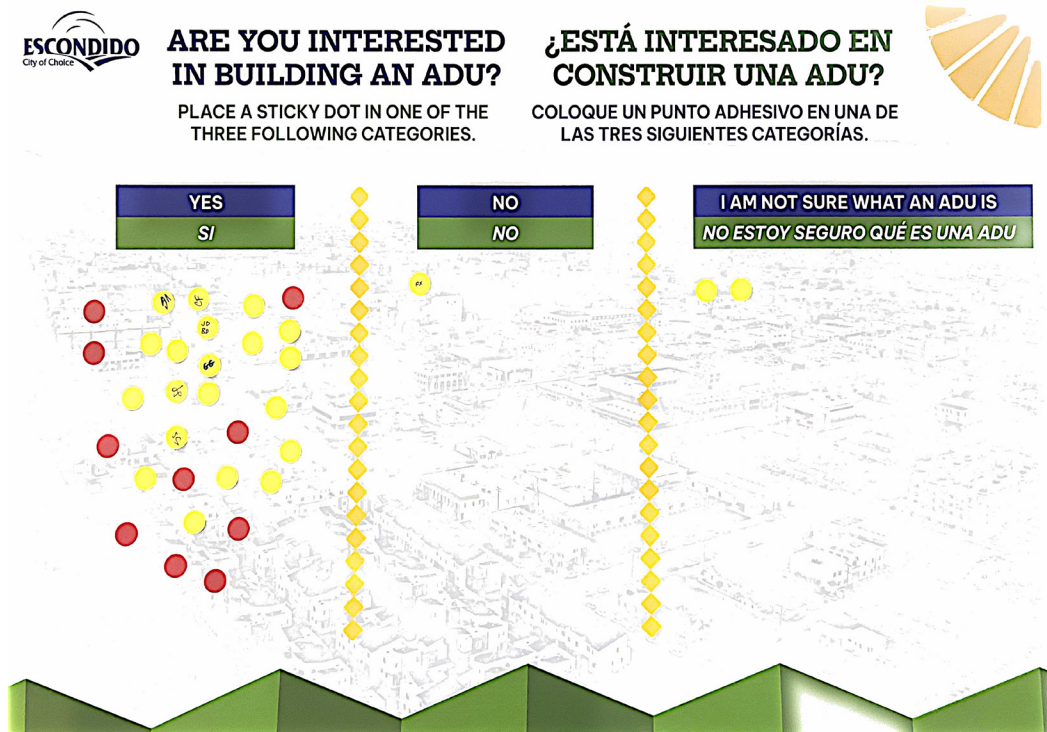 ESCONDIDO
City of Choice
ARE YOU INTERESTED
IN BUILDING AN ADU?
PLACE A STICKY DOT IN ONE OF THE
THREE FOLLOWING CATEGORIES.
¿ESTÁ INTERESADO EN
CONSTRUIR UNA ADU?
COLOQUE UN PUNTO ADHESIVO EN UNA DE
LAS TRES SIGUIENTES CATEGORÍAS.
YES
SI
NO
NO
I AM NOT SURE WHAT AN ADU IS
NO ESTOY SEGURO QUÉ ES UNA ADU